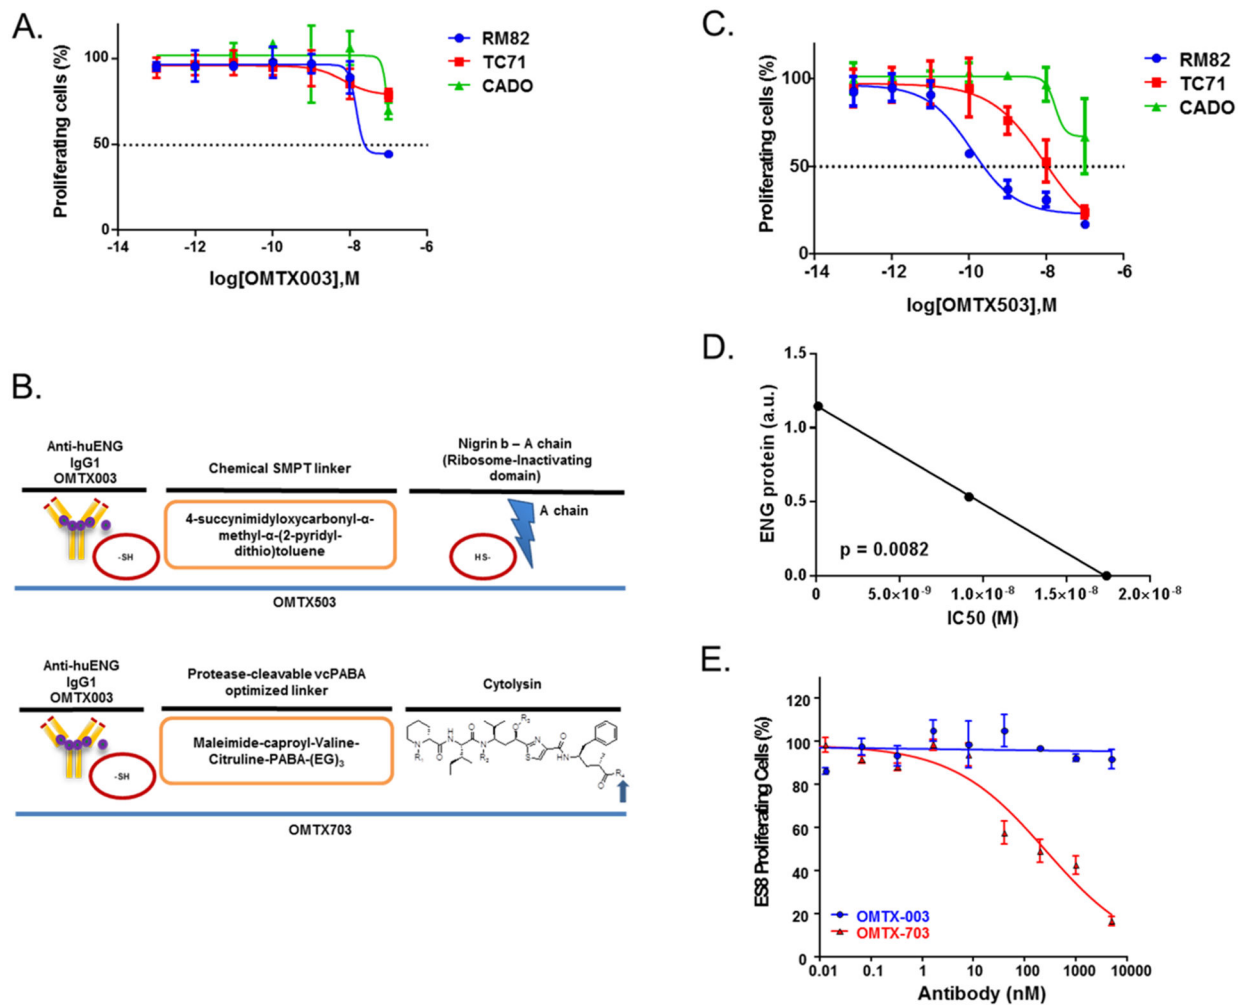 A.
Proliferating cells (%)
100
50
0
-14
-12
-10
-8
-6
log[OMTX003],M
RM82
TC71
CADO
B.
Anti-huENG
IgG1
OMTX003
Chemical SMPT linker
Nigrin b – A chain
(Ribosome-Inactivating
domain)
-SH
4-succynimidyloxycarbonyl-α-
methyl-α-(2-pyridyl-
dithio)toluene
HS-
A chain
OMTX503
Anti-huENG
IgG1
OMTX003
Protease-cleavable vcPABA
optimized linker
Cytolysin
-SH
Maleimide-caproyl-Valine-
Citruline-PABA-(EG)3
N
R1
O
H
N
O
N
R2
O
R3
N
S
O
HN
O
R4
OMTX703
C.
Proliferating cells (%)
100
50
0
-14
-12
-10
-8
-6
log[OMTX503],M
RM82
TC71
CADO
D.
ENG protein (a.u.)
1.5
1.0
0.5
0.0
p = 0.0082
0
5.0×10-9
1.0×10-8
1.5×10-8
2.0×10-8
IC50 (M)
E.
ES8 Proliferating Cells (%)
120
100
80
60
40
20
0
OMTX-003
OMTX-703
0.01
0.1
1
10
100
1000
10000
Antibody (nM)